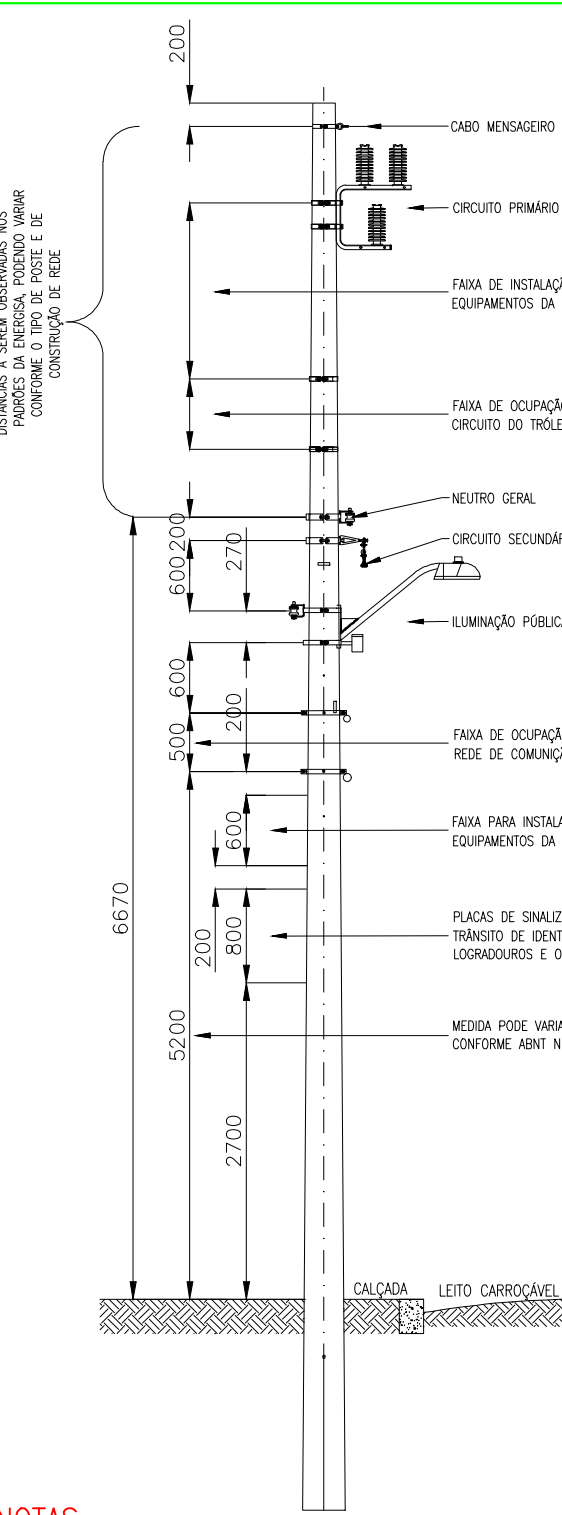 200
CABO MENSAGEIRO
CIRCUITO PRIMÁRIO
DISTÂNCIAS A SEREM OBSERVADAS NOS
PADRÕES DA ENERGISA, PODENDO VARIAR
CONFORME O TIPO DE POSTE E DE
CONSTRUÇÃO DE REDE
FAIXA DE INSTALAÇÃ
EQUIPAMENTOS DA
FAIXA DE OCUPAÇÃO
CIRCUITO DO TRÓLE
NEUTRO GERAL
200
CIRCUITO SECUNDÁR
600
270
ILUMINAÇÃO PÚBLICA
600
200
500
FAIXA DE OCUPAÇÃ
REDE DE COMUNIÇÃ
600
FAIXA PARA INSTALA
EQUIPAMENTOS DA
6670
200
800
PLACAS DE SINALIZ
TRÂNSITO DE IDENT
LOGRADOUROS E O
5200
MEDIDA PODE VARIA
CONFORME ABNT N
2700
CALÇADA
LEITO CARROÇÁVEL
NOTAS